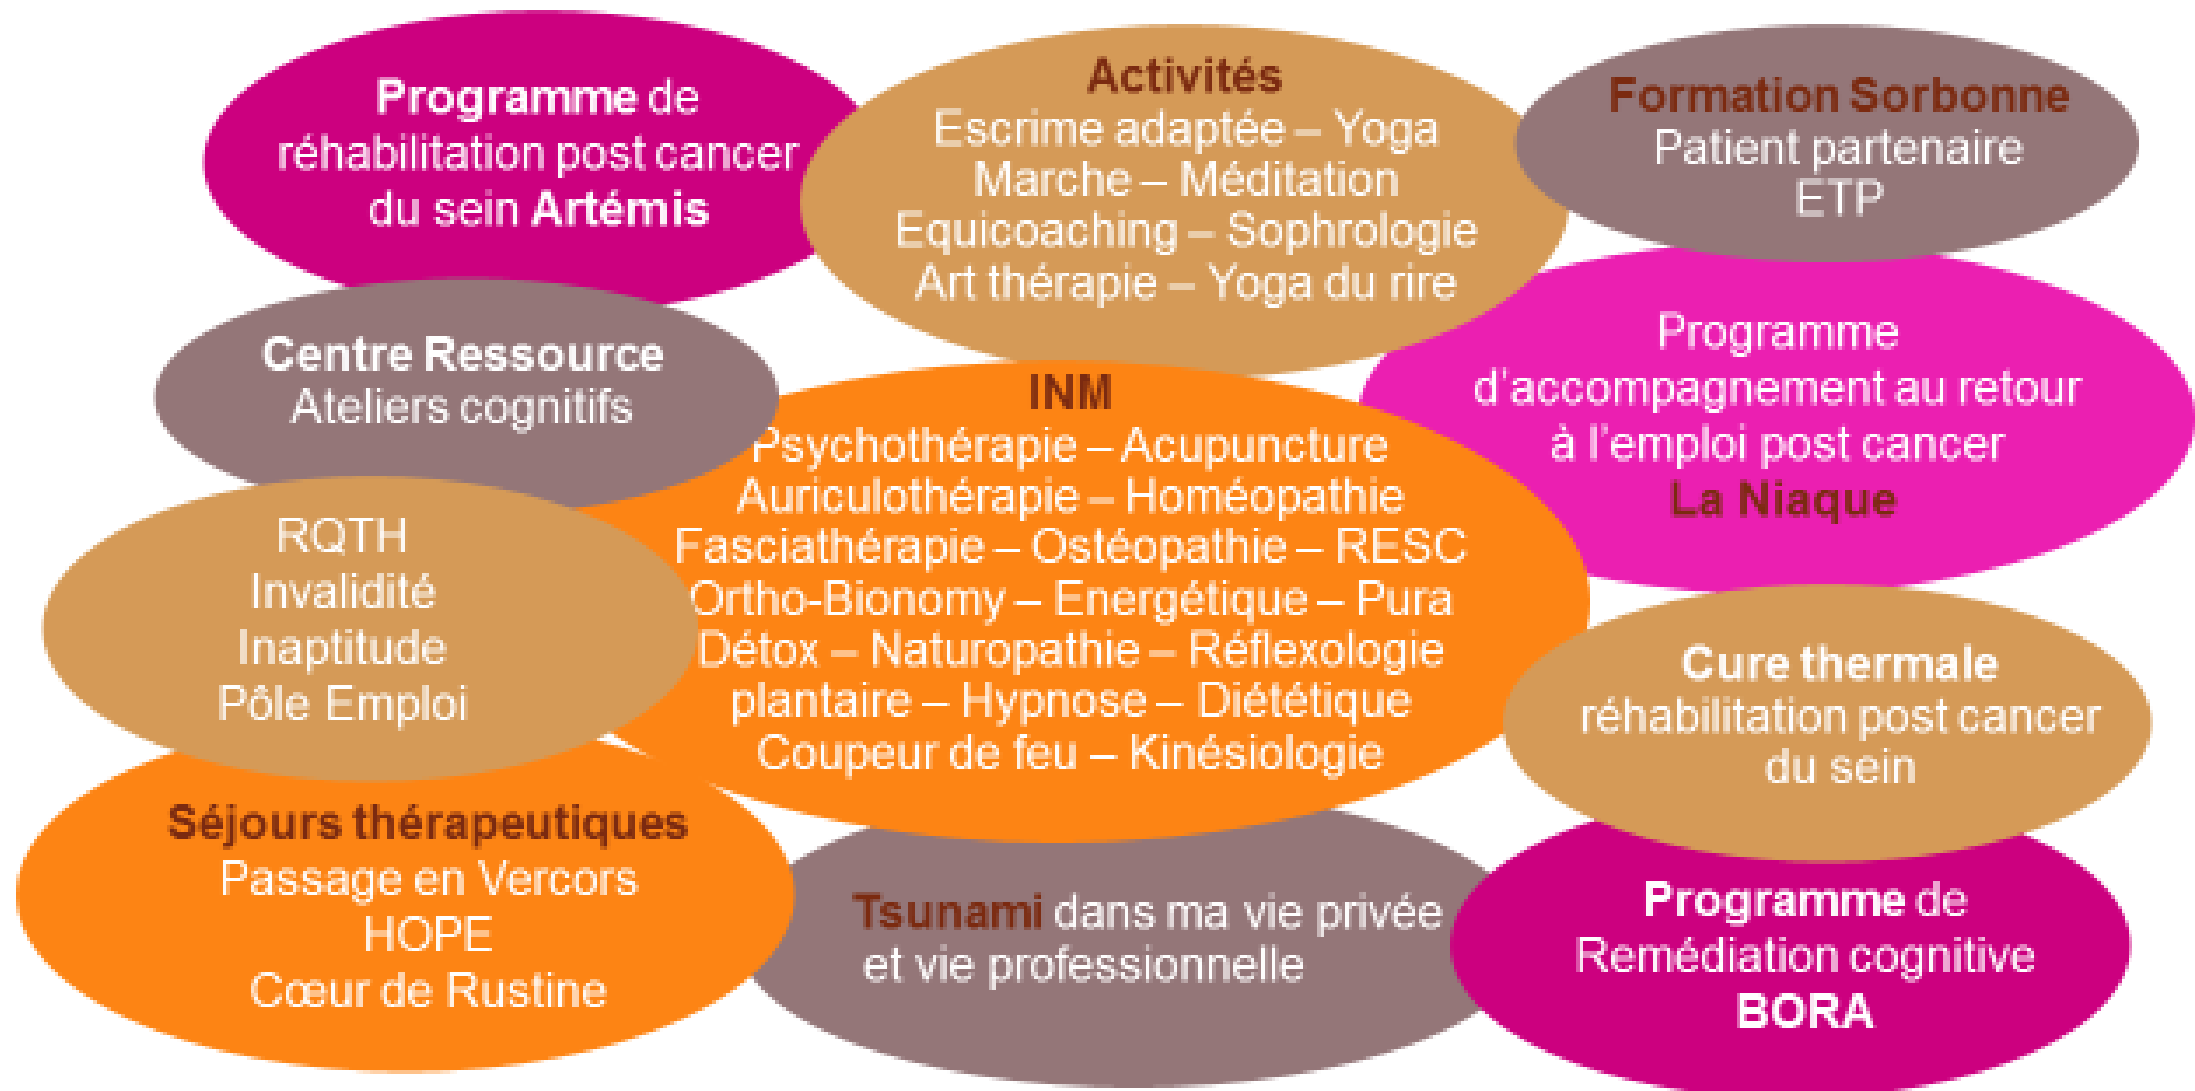 Programme de
réhabilitation post cancer
du sein Artémis
Activités
Escrime adaptée – Yoga
Marche – Méditation
Equicoaching – Sophrologie
Art thérapie – Yoga du rire
Formation Sorbonne
Patient partenaire
ETP
Centre Ressource
Ateliers cognitifs
INM
Psychothérapie – Acupuncture
Auriculothérapie – Homéopathie
Fasciathérapie – Ostéopathie – RESC
Ortho-Bionomy – Energétique – Pura
Détox – Naturopathie – Réflexologie
plantaire – Hypnose – Diététique
Coupeur de feu – Kinésiologie
Programme
d'accompagnement au retour
à l'emploi post cancer
La Niaque
RQTH
Invalidité
Inaptitude
Pôle Emploi
Cure thermale
réhabilitation post cancer
du sein
Séjours thérapeutiques
Passage en Vercors
HOPE
Cœur de Rustine
Tsunami dans ma vie privée
et vie professionnelle
Programme de
Remédiation cognitive
BORA